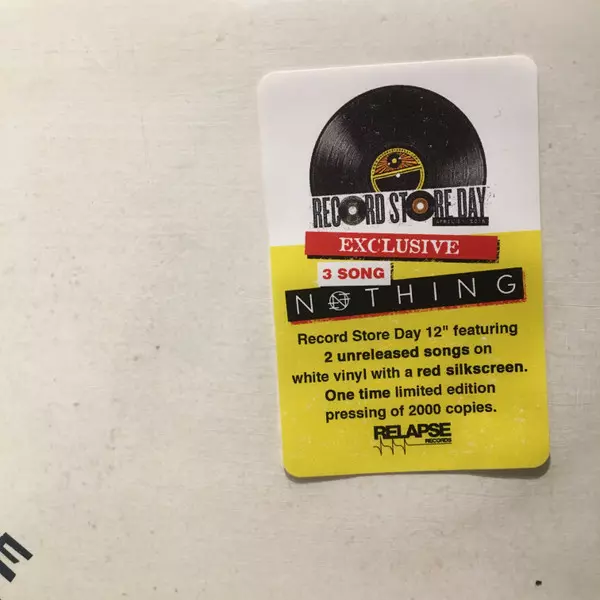 RECORD STORE DAY
EXCLUSIVE
3 SONG
NOTHING
Record Store Day 12" featuring
2 unreleased songs on
white vinyl with a red silkscreen.
One time limited edition
pressing of 2000 copies.
RELAPSE
RECORDS
E